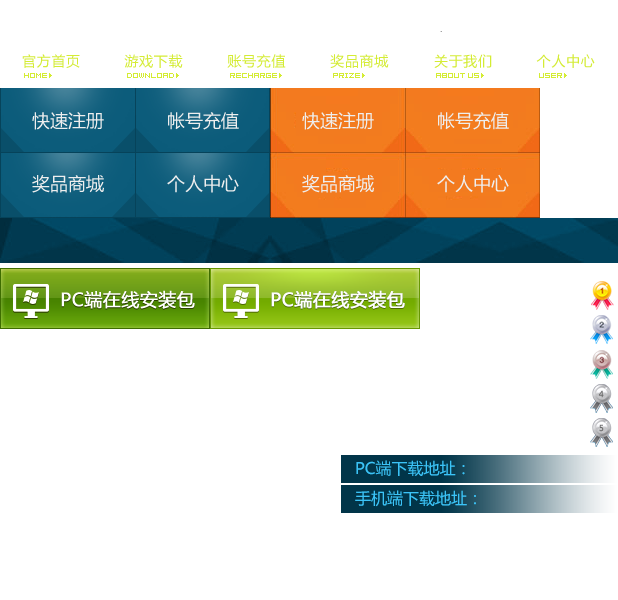 官方首页 游戏下载 账号充值 奖品商城 关于我们 个人中心
HOME DOWNLOAD RECHARGE PRIZE ABOUT US USER
快速注册 帐号充值 快速注册 帐号充值
奖品商城 个人中心 奖品商城 个人中心
PC端在线安装包 PC端在线安装包
1
2
3
4
5
PC端下载地址：
手机端下载地址：